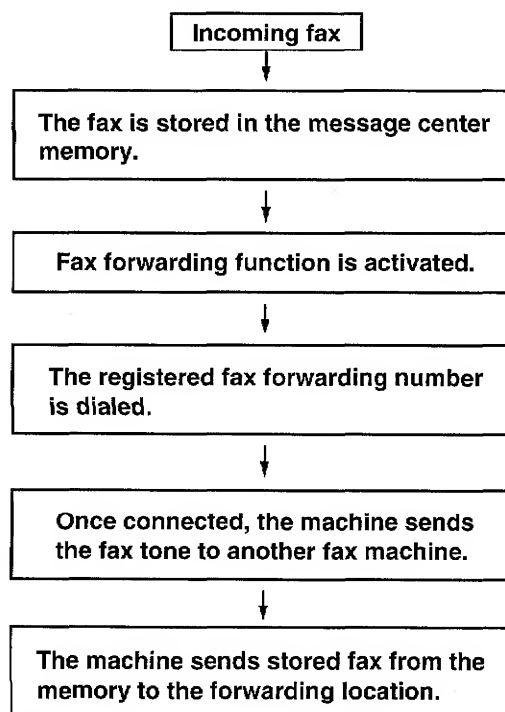 Incoming fax
The fax is stored in the message center
memory.
Fax forwarding function is activated.
The registered fax forwarding number
is dialed.
Once connected, the machine sends
the fax tone to another fax machine.
The machine sends stored fax from the
memory to the forwarding location.